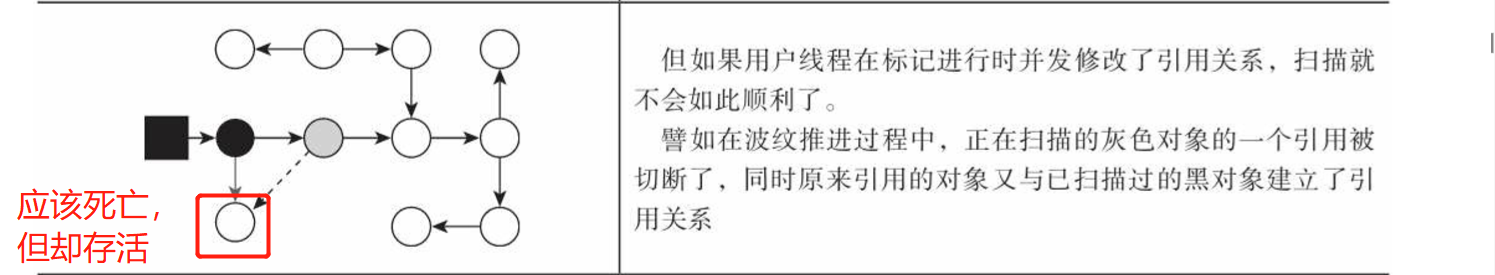 但如果用户线程在标记进行时并发修改了引用关系，扫描就
不会如此顺利了。
譬如在波纹推进过程中，正在扫描的灰色对象的一个引用被
切断了，同时原来引用的对象又与已扫描过的黑对象建立了引
用关系
应该死亡，
但却存活